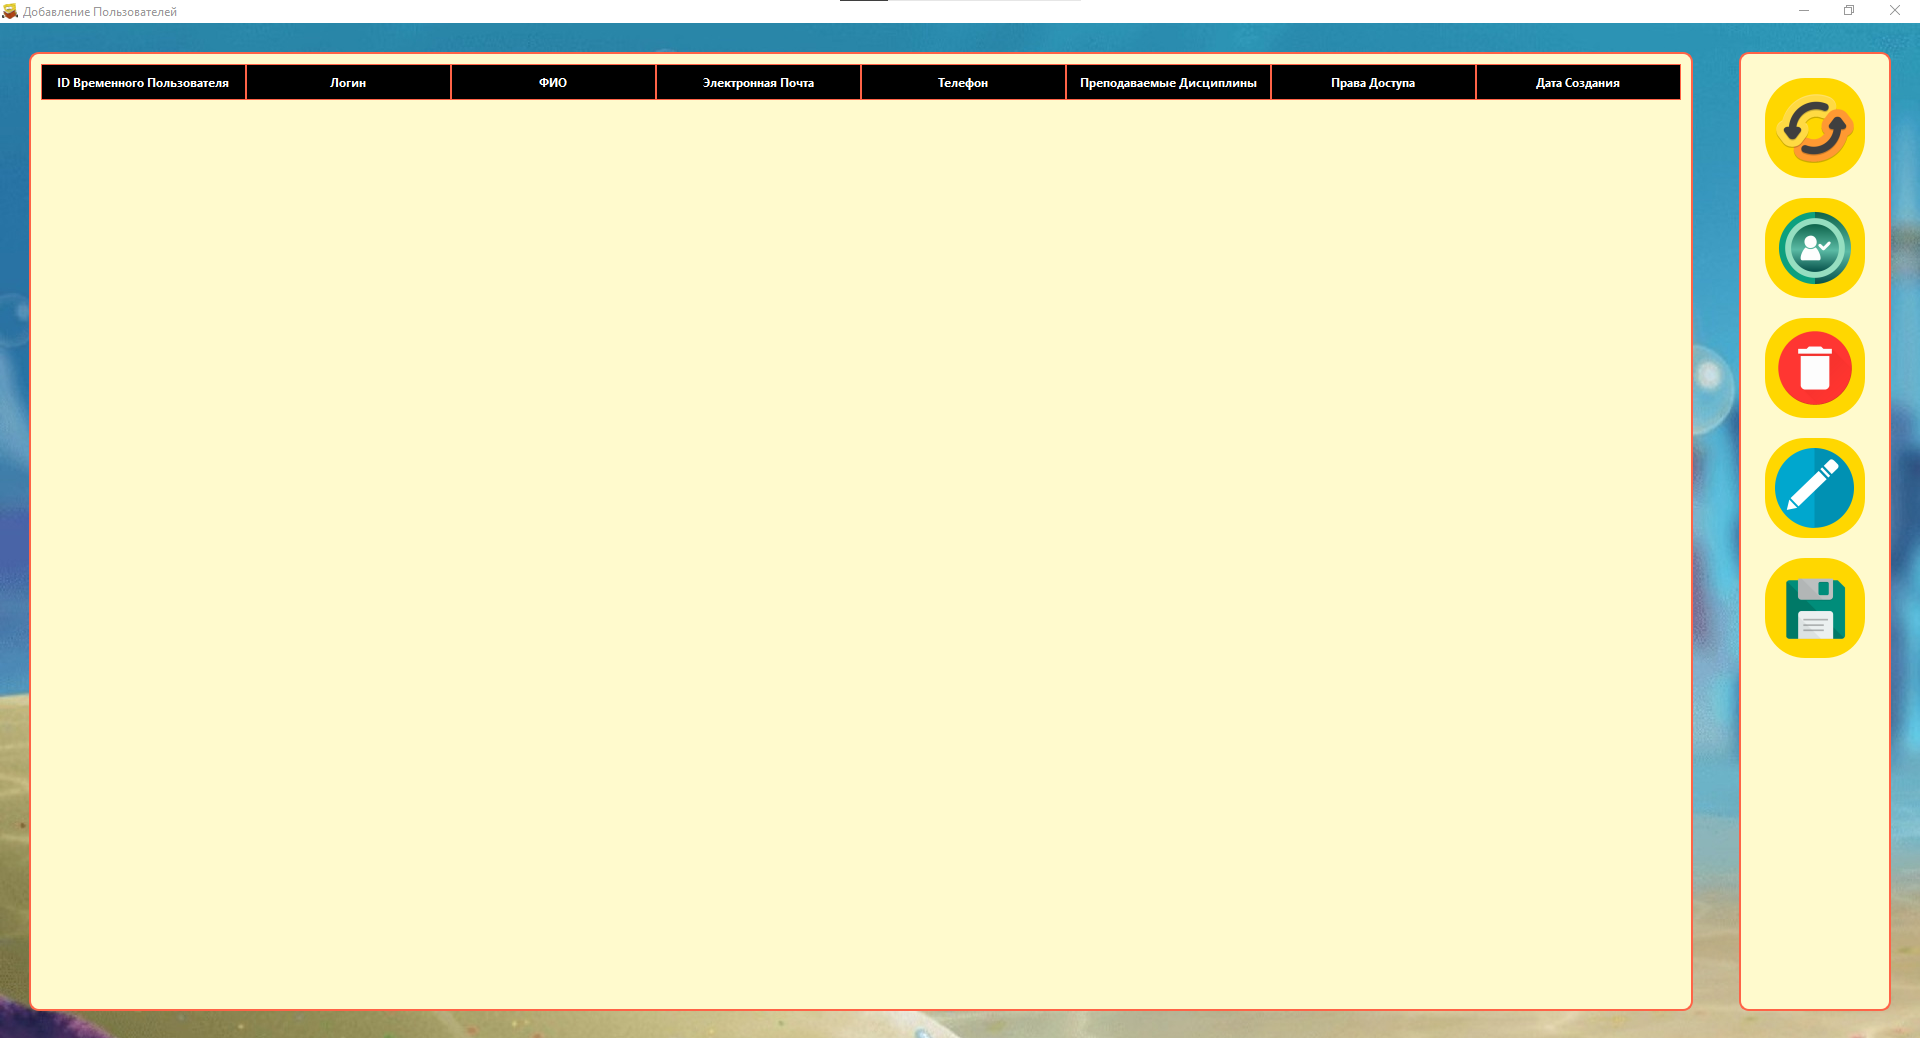 Добавление Пользователей
ID Временного Пользователя
Логин
ФИО
Электронная Почта
Телефон
Преподаваемые Дисциплины
Права Доступа
Дата Создания